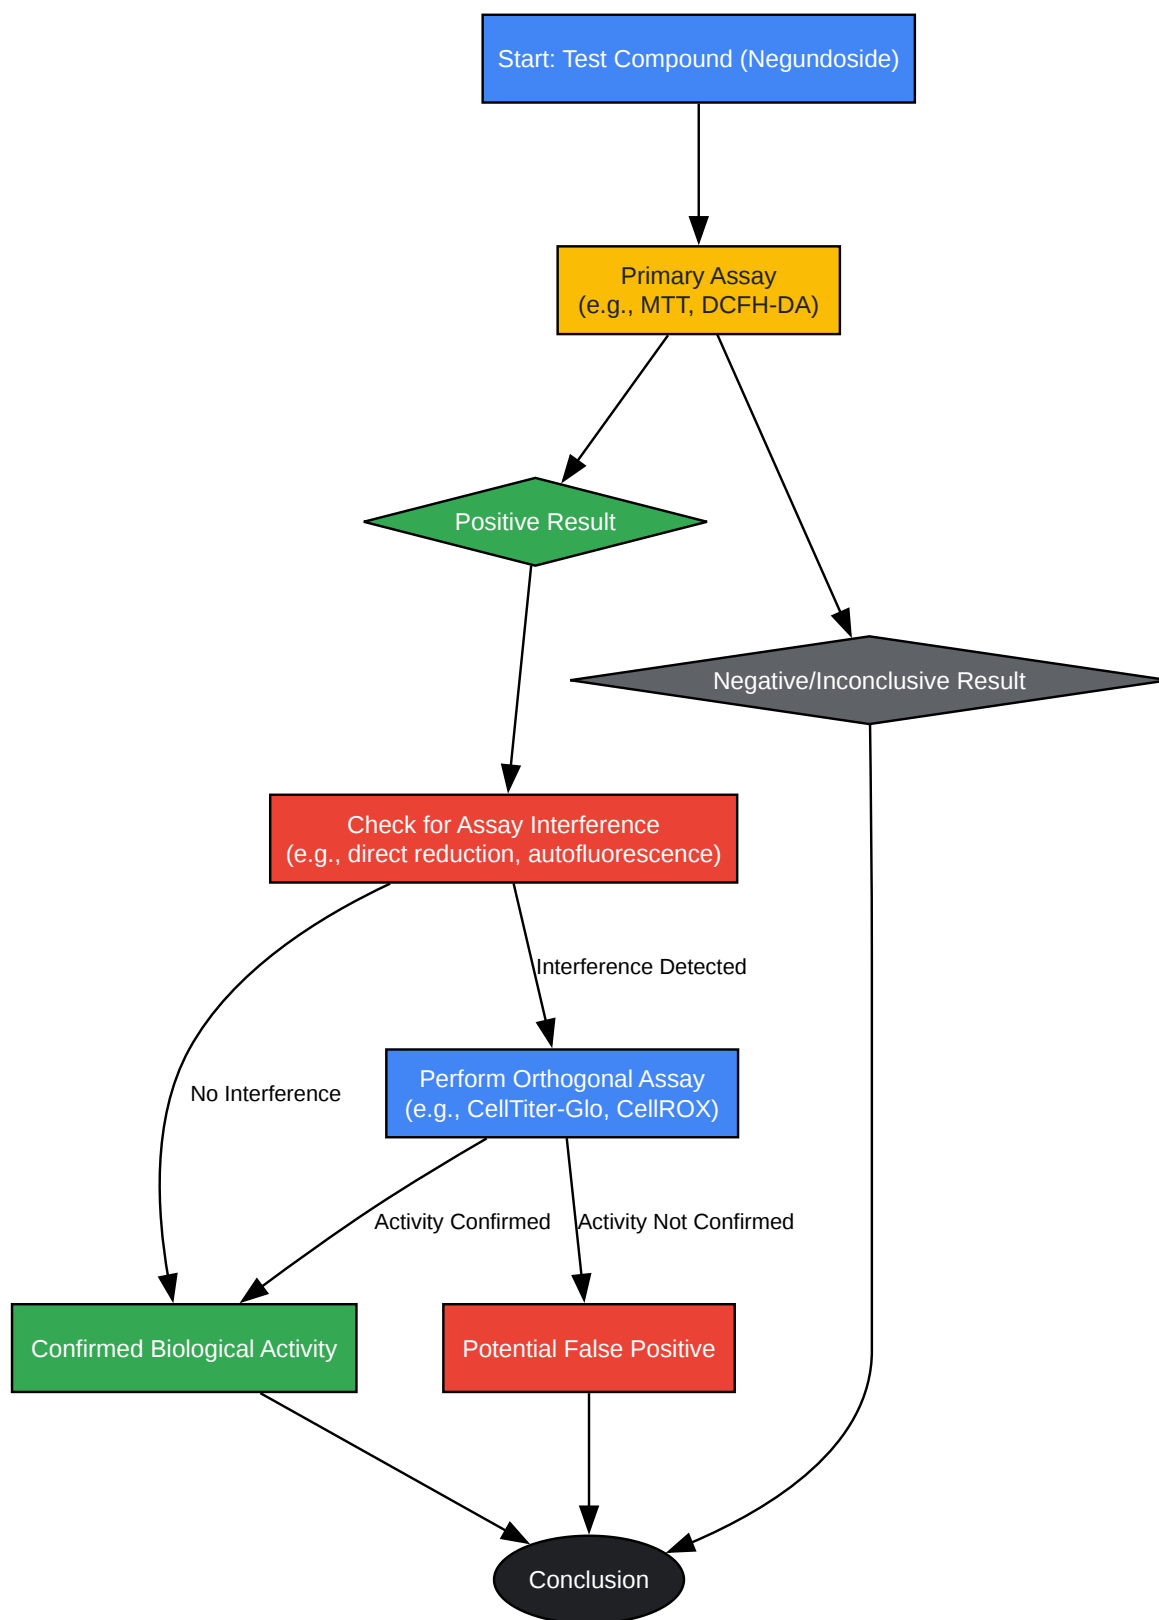 Start: Test Compound (Negundoside)
Primary Assay
(e.g., MTT, DCFH-DA)
Positive Result
Negative/Inconclusive Result
Check for Assay Interference
(e.g., direct reduction, autofluorescence)
Interference Detected
Perform Orthogonal Assay
(e.g., CellTiter-Glo, CellROX)
No Interference
Activity Confirmed
Activity Not Confirmed
Confirmed Biological Activity
Potential False Positive
Conclusion